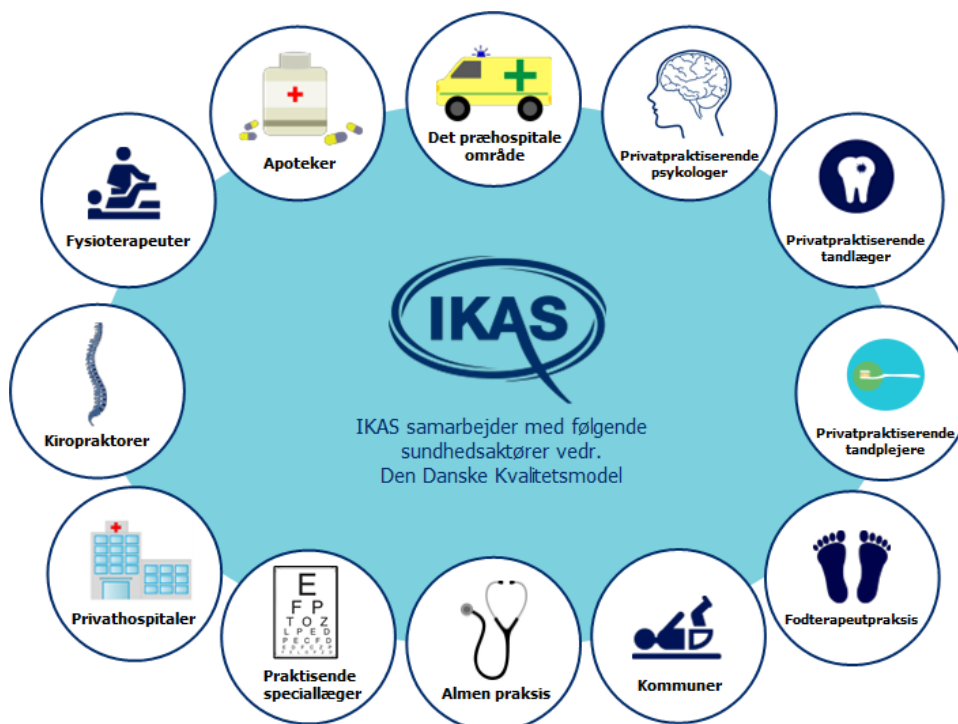 Apoteker
Det præhospitale
område
Privatpraktiserende
psykologer
Privatpraktiserende
tandlæger
Privatpraktiserende
tandplejere
Fodterapeutpraksis
Kommuner
Almen praksis
E
F P
T O Z
L P E D
P E C F D
Praktisende
speciallæger
Privathospitaler
Kiropraktorer
Fysioterapeuter
IKAS
IKAS samarbejder med følgende
sundhedsaktører vedr.
Den Danske Kvalitetsmodel